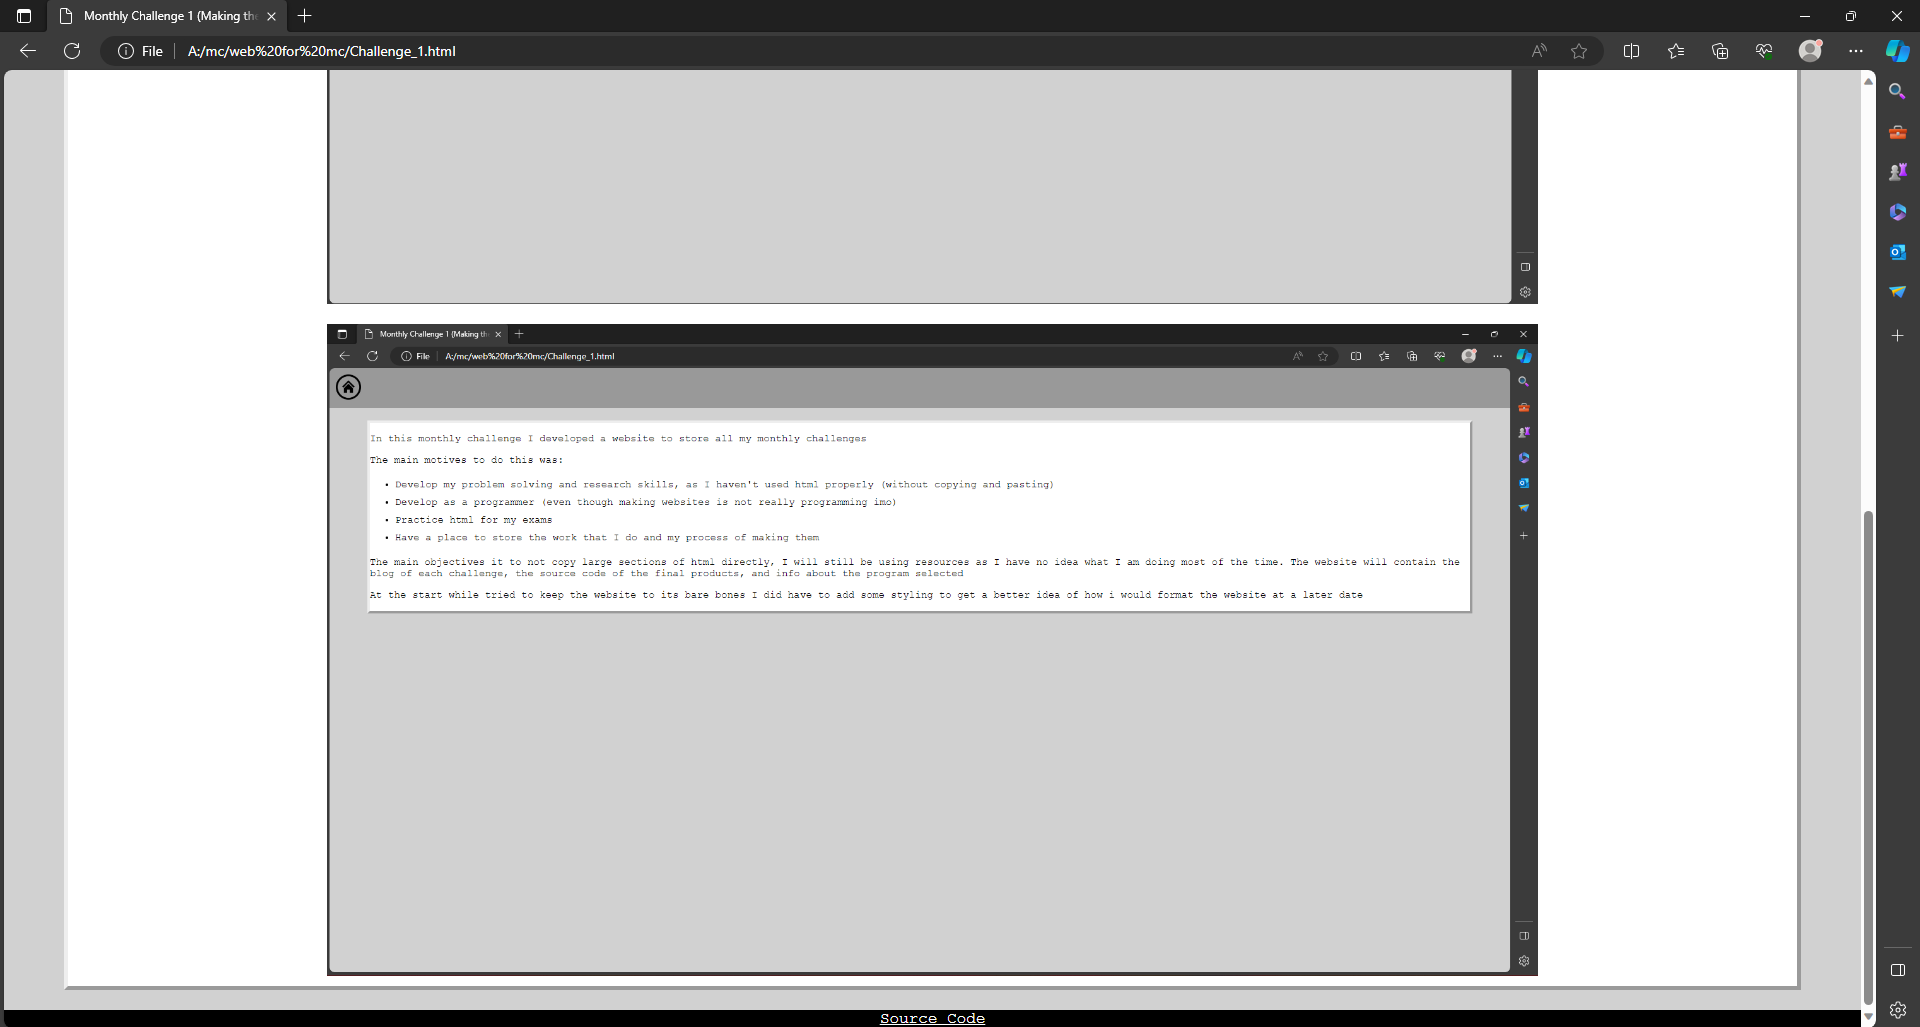 Monthly Challenge 1 (Making the
File A:/mc/web%20for%20mc/Challenge_1.html
Monthly Challenge 1 (Making th
File A:/mc/web%20for%20mc/Challenge_1.html
In this monthly challenge I developed a website to store all my monthly challenges
The main motives to do this was:
• Develop my problem solving and research skills, as I haven't used html properly (without copying and pasting)
• Develop as a programmer (even though making websites is not really programming imo)
• Practice html for my exams
• Have a place to store the work that I do and my process of making them
The main objectives it to not copy large sections of html directly, I will still be using resources as I have no idea what I am doing most of the time. The website will contain the
blog of each challenge, the source code of the final products, and info about the program selected
At the start while tried to keep the website to its bare bones I did have to add some styling to get a better idea of how i would format the website at a later date
Source Code